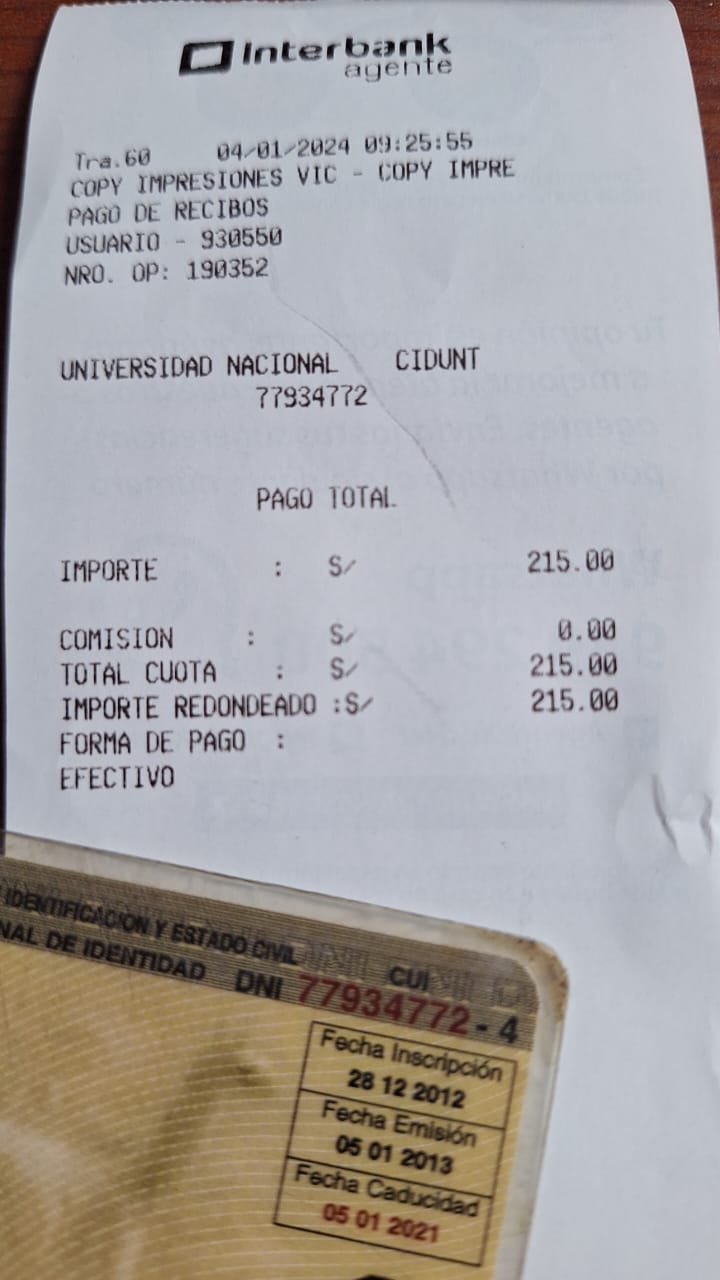 Interbank
agente
Tra.60 04/01/2024 09:25:55
COPY IMPRESIONES VIC - COPY IMPRE
PAGO DE RECIBOS
USUARIO - 930550
NRO. OP: 190352
UNIVERSIDAD NACIONAL CIDUNT
77934772
PAGO TOTAL
IMPORTE : S/ 215.00
COMISION : S/ 0.00
TOTAL CUOTA : S/ 215.00
IMPORTE REDONDEADO :S/ 215.00
FORMA DE PAGO :
EFECTIVO
IDENTIFICACION Y ESTADO CIVIL
NAL DE IDENTIDAD DNI 77934772 - 4
CUI
Fecha Inscripción
28 12 2012
Fecha Emisión
05 01 2013
Fecha Caducidad
05 01 2021